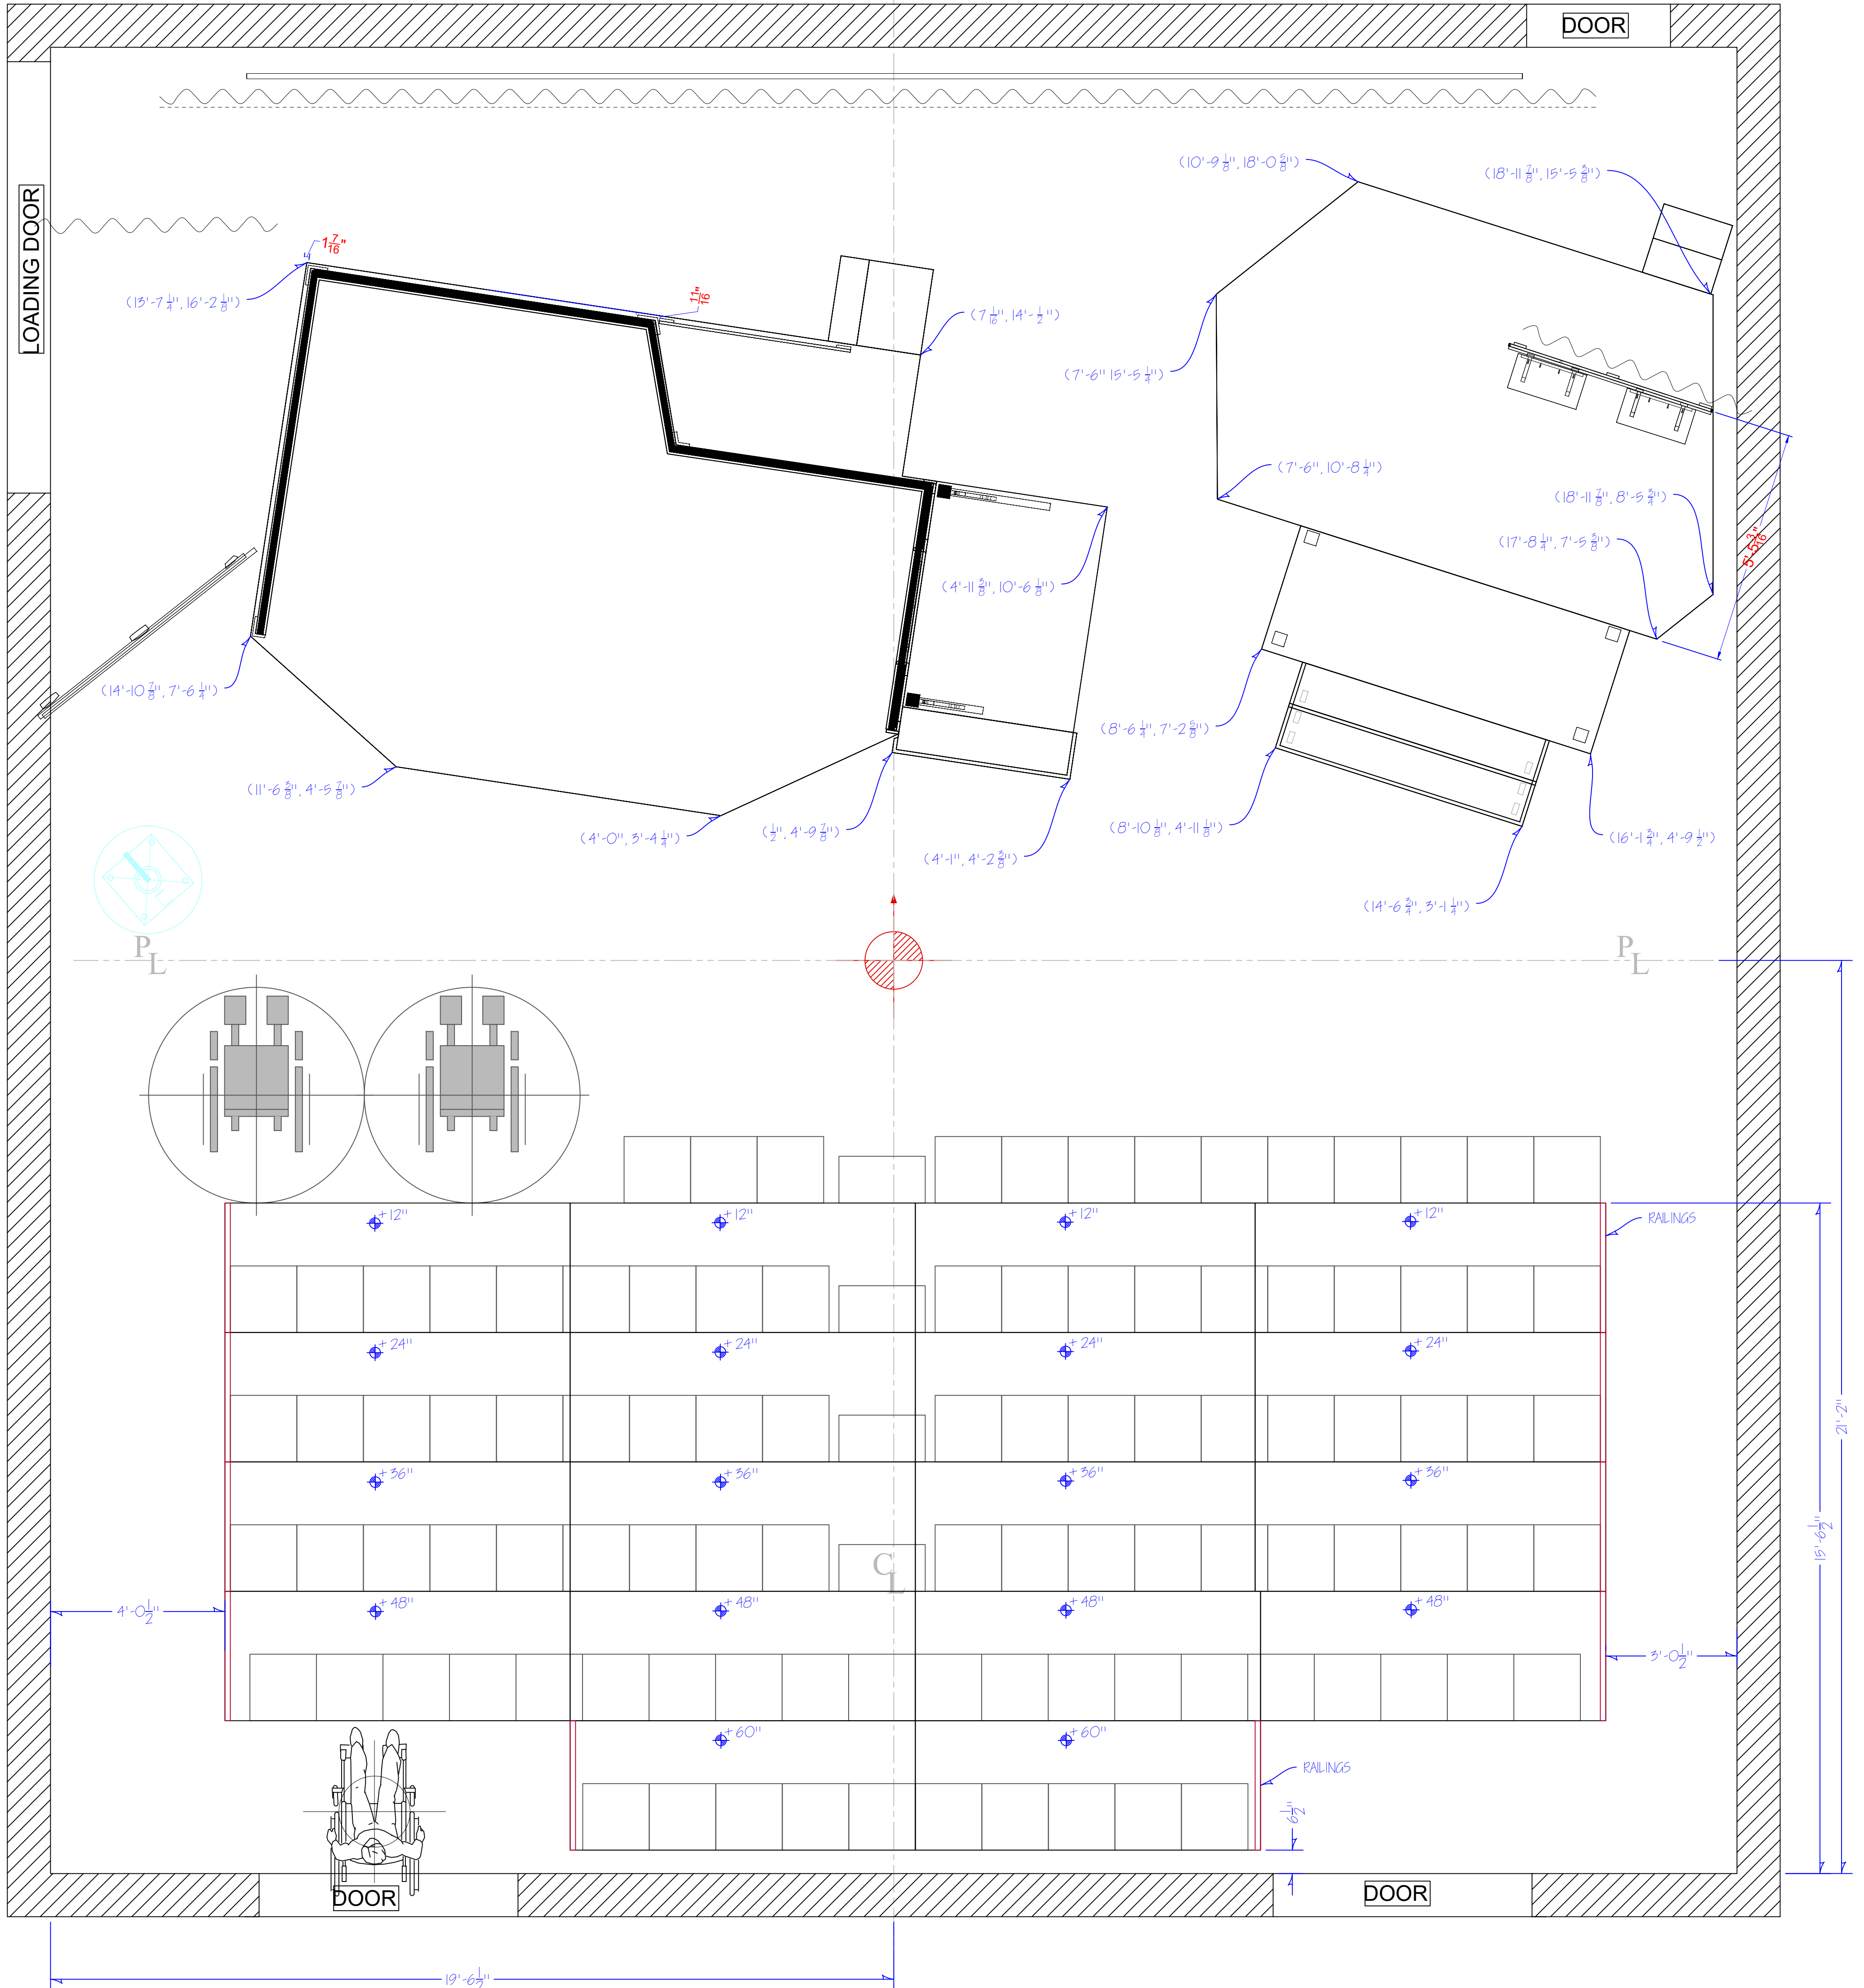 DOOR
LOADING DOOR
(10'-9 1/8", 18'-0 5/8")
(18'-11 7/8", 15'-5 3/8")
1 7/16"
(13'-7 1/4", 16'-2 1/8")
11/16"
(7 1/16", 14'-1/2")
(7'-6" 15'-5 1/4")
(7'-6", 10'-8 1/4")
(18'-11 7/8", 8'-5 3/4")
(17'-8 1/4", 7'-5 3/8")
5'-5 3/16"
(4'-11 3/8", 10'-6 1/8")
(14'-10 7/8", 7'-6 1/4")
(8'-6 1/4", 7'-2 5/8")
(11'-6 3/8", 4'-5 7/8")
(4'-0", 3'-4 1/4")
(1/2", 4'-9 7/8")
(4'-1", 4'-2 3/8")
(8'-10 1/8", 4'-11 1/8")
(16'-1 3/4", 4'-9 1/2")
(14'-6 3/4", 3'-1 1/4")
PL
PL
+12" +12" +12" +12"
RAILINGS
+24" +24" +24" +24"
21'-2"
+36" +36" +36" +36"
15'-6 1/2"
CL
+48" +48" +48" +48"
4'-0 1/2"
3'-0 1/2"
+60" +60"
RAILINGS
6 1/2"
DOOR
DOOR
19'-6 1/2"